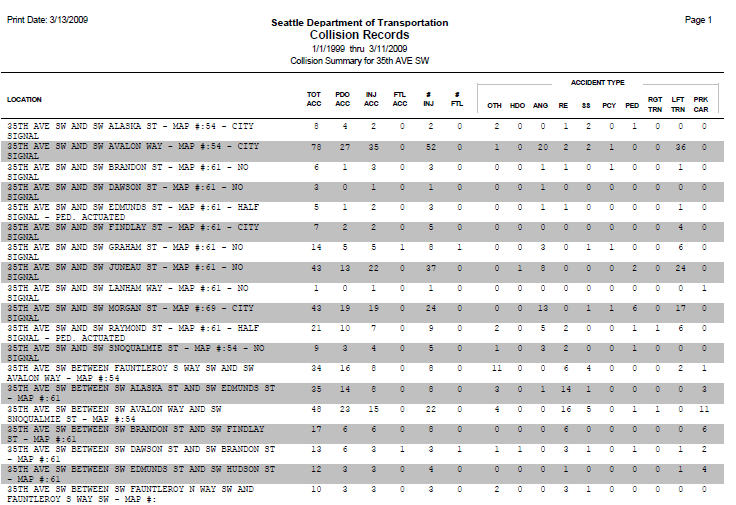 Print Date: 3/13/2009
Page 1
Seattle Department of Transportation
Collision Records
1/1/1999 thru 3/11/2009
Collision Summary for 35th AVE SW
ACCIDENT TYPE
LOCATION TOT ACC PDO ACC INJ ACC FTL ACC # INJ # FTL OTH HDO ANG RE SS PCY PED RGT TRN LFT TRN PRK CAR
35TH AVE SW AND SW ALASKA ST - MAP #:54 - CITY 8 4 2 0 2 0 2 0 0 1 2 0 1 0 0 0
SIGNAL
35TH AVE SW AND SW AVALON WAY - MAP #:54 - CITY 78 27 35 0 52 0 1 0 20 2 2 1 0 0 36 0
SIGNAL
35TH AVE SW AND SW BRANDON ST - MAP #:61 - NO 6 1 3 0 3 0 0 0 1 1 0 1 0 0 1 0
SIGNAL
35TH AVE SW AND SW DAWSON ST - MAP #:61 - NO 3 0 1 0 1 0 0 0 1 0 0 0 0 0 0 0
SIGNAL
35TH AVE SW AND SW EDMUNDS ST - MAP #:61 - HALF 5 1 2 0 3 0 0 0 1 1 0 0 0 0 1 0
SIGNAL - PED. ACTUATED
35TH AVE SW AND SW FINDLAY ST - MAP #:61 - CITY 7 2 2 0 5 0 0 0 0 0 0 0 0 0 4 0
SIGNAL
35TH AVE SW AND SW GRAHAM ST - MAP #:61 - NO 14 5 5 1 8 1 0 0 3 0 1 1 0 0 6 0
SIGNAL
35TH AVE SW AND SW JUNEAU ST - MAP #:61 - NO 43 13 22 0 37 0 0 1 8 0 0 0 2 0 24 0
SIGNAL
35TH AVE SW AND SW LANHAM WAY - MAP #:61 - NO 1 0 1 0 1 0 0 0 0 0 0 0 0 0 0 1
SIGNAL
35TH AVE SW AND SW MORGAN ST - MAP #:69 - CITY 43 19 19 0 24 0 0 0 13 0 1 1 6 0 17 0
SIGNAL
35TH AVE SW AND SW RAYMOND ST - MAP #:61 - HALF 21 10 7 0 9 0 2 0 5 2 0 0 1 1 6 0
SIGNAL - PED. ACTUATED
35TH AVE SW AND SW SNOQUALMIE ST - MAP #:54 - NO 9 3 4 0 5 0 1 0 3 2 0 0 1 0 0 0
SIGNAL
35TH AVE SW BETWEEN FAUNTLEROY S WAY SW AND SW 34 16 8 0 8 0 11 0 0 6 4 0 0 0 2 1
AVALON WAY - MAP #:54
35TH AVE SW BETWEEN SW ALASKA ST AND SW EDMUNDS ST 35 14 8 0 8 0 3 0 1 14 1 0 0 0 0 3
- MAP #:61
35TH AVE SW BETWEEN SW AVALON WAY AND SW 48 23 15 0 22 0 4 0 0 16 5 0 1 1 0 11
SNOQUALMIE ST - MAP #:54
35TH AVE SW BETWEEN SW BRANDON ST AND SW FINDLAY 17 6 6 0 8 0 0 0 0 6 0 0 0 0 0 6
ST - MAP #:61
35TH AVE SW BETWEEN SW DAWSON ST AND SW BRANDON ST 13 6 3 1 3 1 1 1 0 3 1 0 1 0 1 2
- MAP #:61
35TH AVE SW BETWEEN SW EDMUNDS ST AND SW HUDSON ST 12 3 3 0 4 0 0 0 0 1 0 0 0 0 1 4
- MAP #:61
35TH AVE SW BETWEEN SW FAUNTLEROY N WAY SW AND 10 3 3 0 3 0 2 0 0 3 1 0 0 0 0 0
FAUNTLEROY S WAY SW - MAP #: